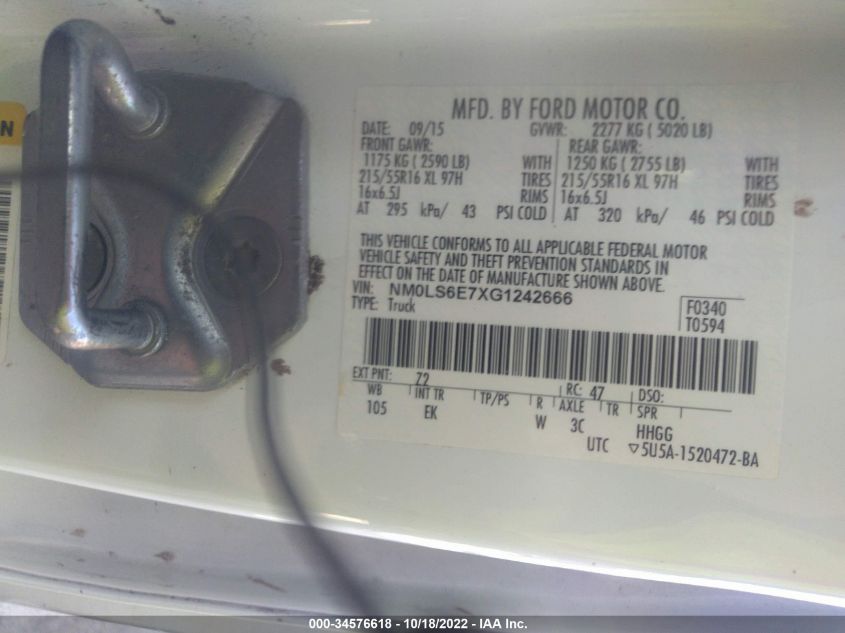 MFD. BY FORD MOTOR CO.
DATE: 09/15 GVWR: 2277 KG ( 5020 LB)
FRONT GAWR: REAR GAWR:
1175 KG ( 2590 LB) WITH 1250 KG ( 2755 LB) WITH
215/55R16 XL 97H TIRES 215/55R16 XL 97H TIRES
16x6.5J RIMS 16x6.5J RIMS
AT 295 kPa/ 43 PSI COLD AT 320 kPa/ 46 PSI COLD
THIS VEHICLE CONFORMS TO ALL APPLICABLE FEDERAL MOTOR
VEHICLE SAFETY AND THEFT PREVENTION STANDARDS IN
EFFECT ON THE DATE OF MANUFACTURE SHOWN ABOVE.
VIN: NM0LS6E7XG1242666
TYPE: Truck
F0340
T0594
EXT PNT: 72 RC: 47 DSO:
WB INT TR TP/PS R AXLE TR SPR
105 EK W 3C HHGG
UTC ▽5U5A-1520472-BA
000-34576618 - 10/18/2022 - IAA Inc.